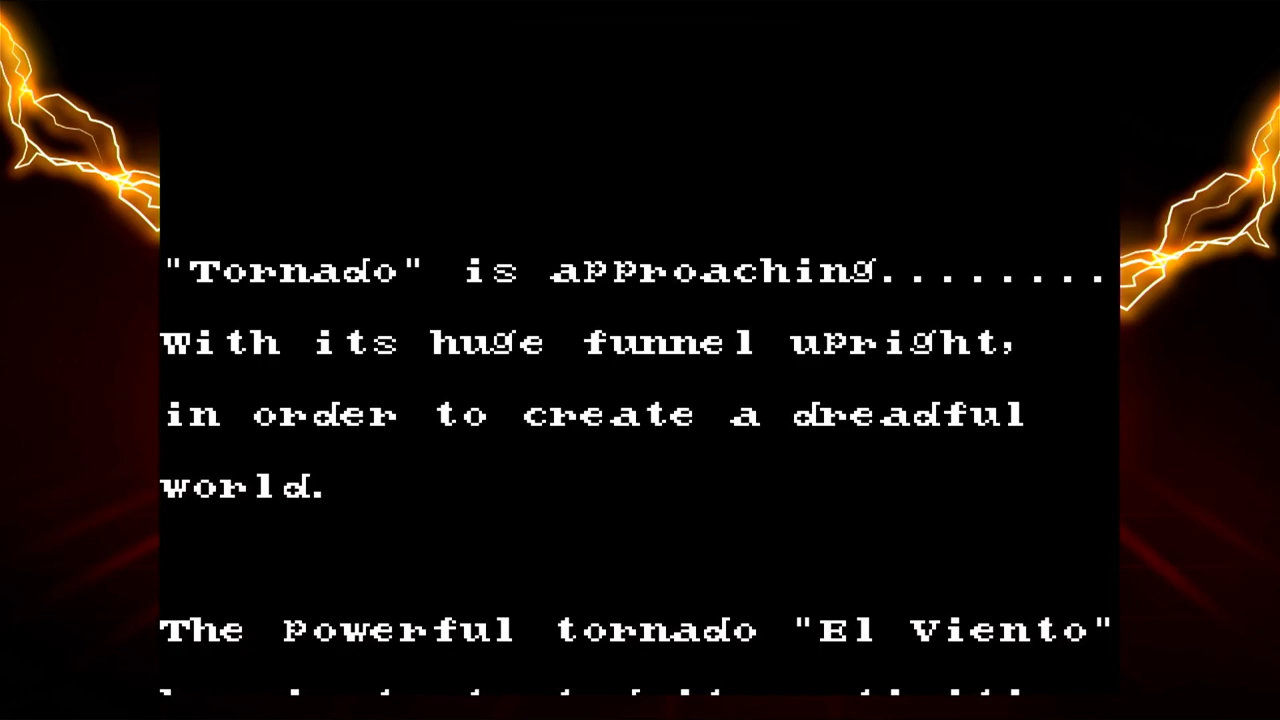 "Tornado" is approaching........
With its huge funnel upright,
in order to create a dreadful
world.
The powerful tornado "El Viento"